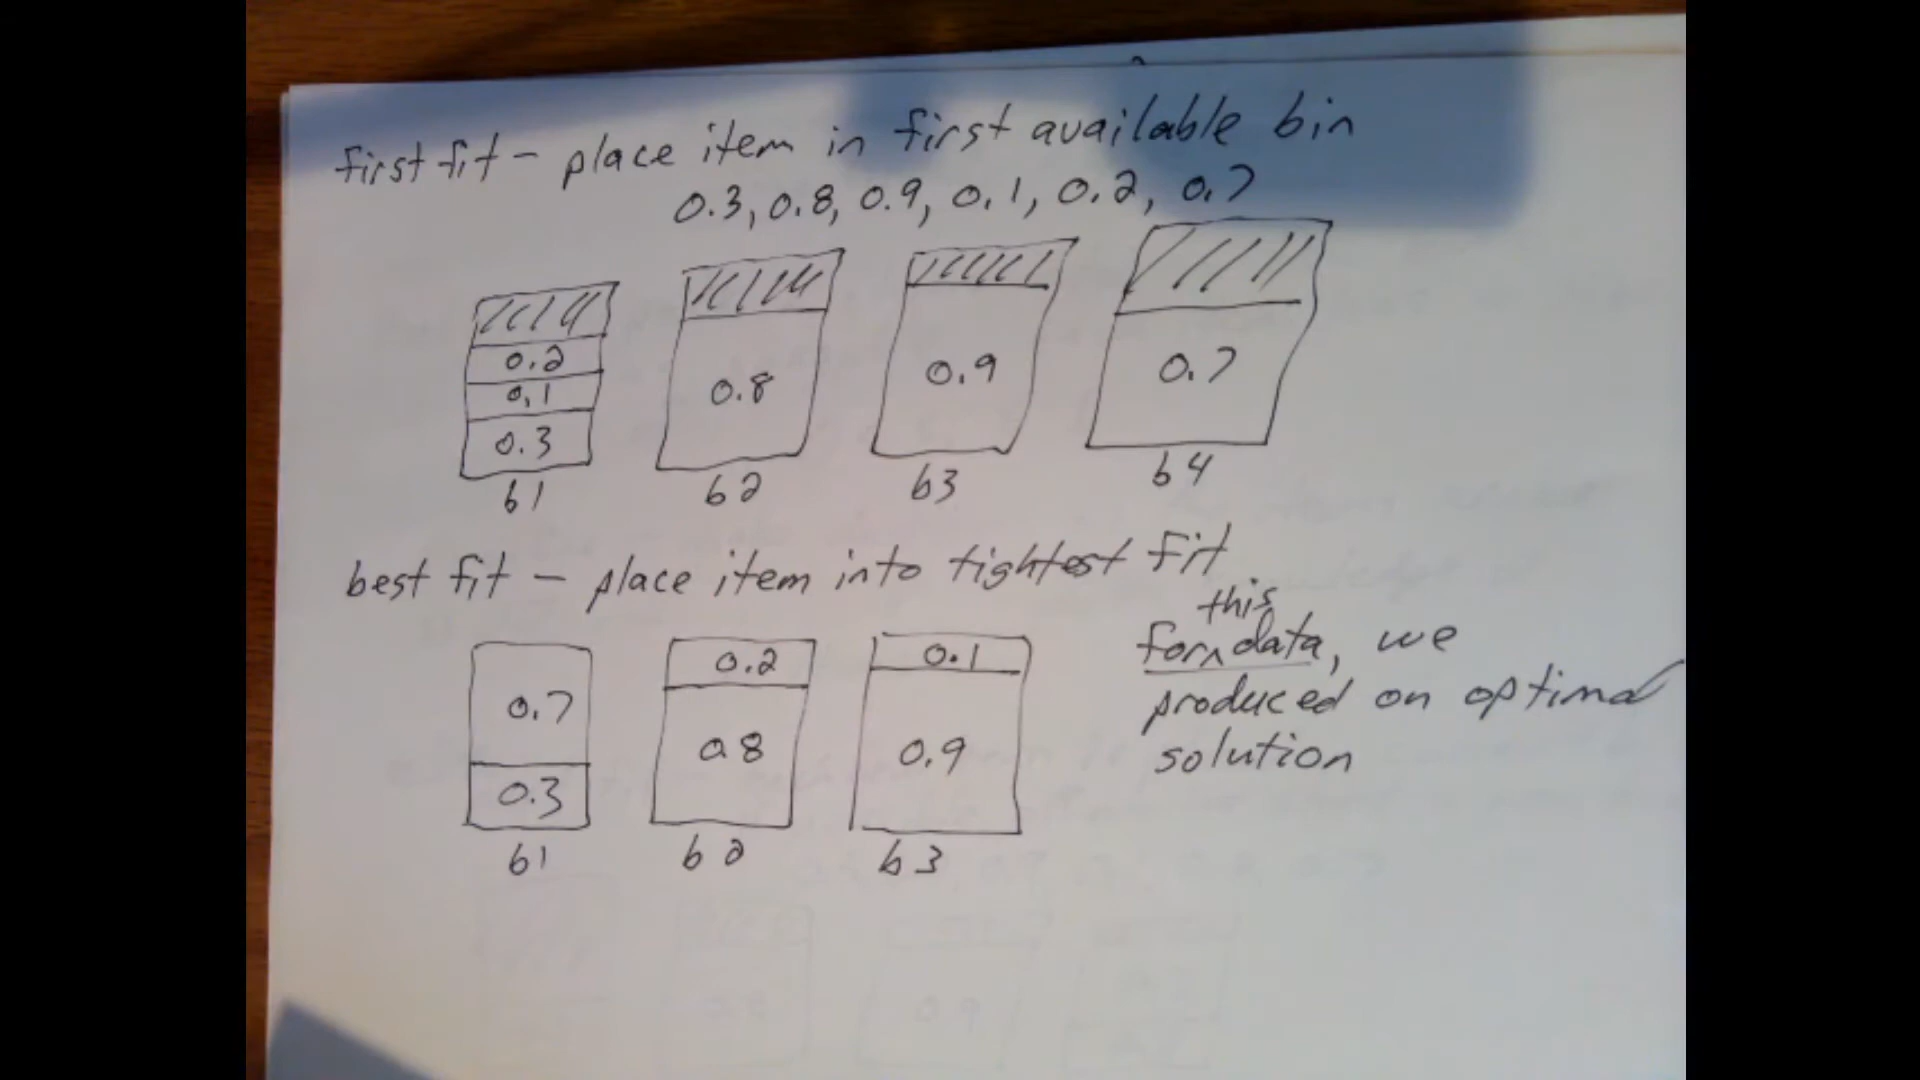 first fit - place item in first available bin
0.3, 0.8, 0.9, 0.1, 0.2, 0.7
0.2
0.1
0.3
b1
0.8
b2
0.9
b3
0.7
b4
best fit - place item into tightest fit
0.7
0.3
b1
0.2
0.8
b2
0.1
0.9
b3
this
for^data, we
produced on optimal
solution